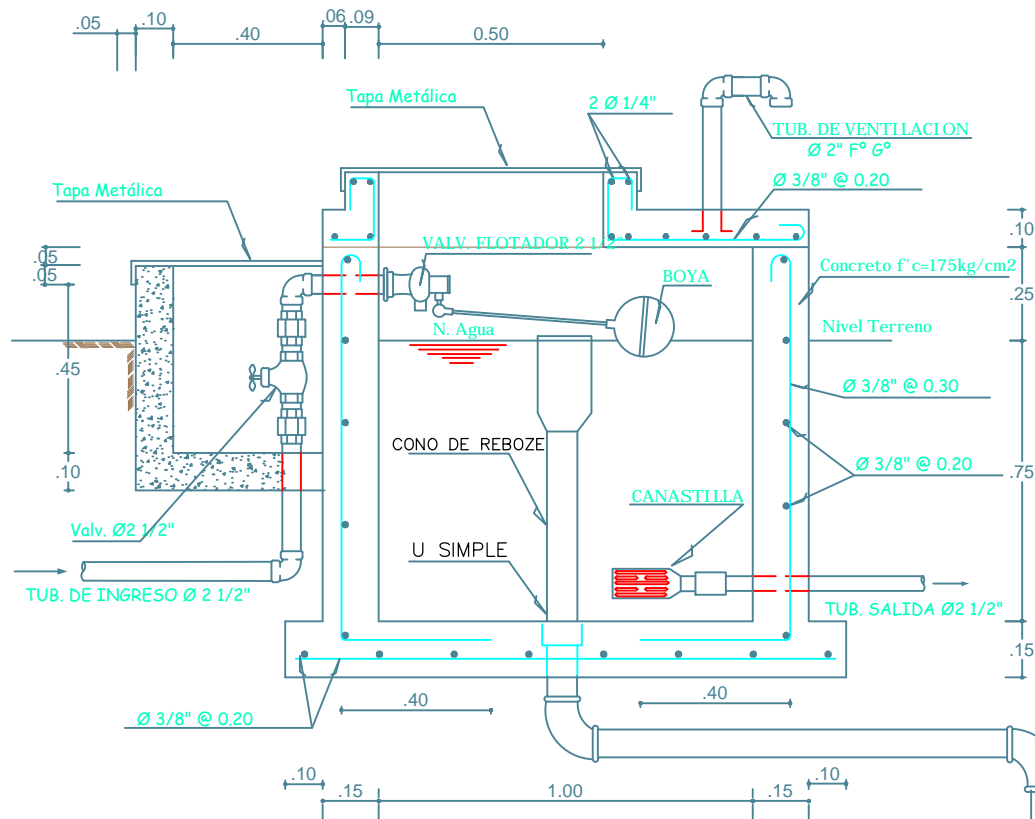 .05
.10
.40
.06
.09
0.50
Tapa Metálica
2 Ø 1/4"
TUB. DE VENTILACION
Ø 2" Fº Gº
Ø 3/8" @ 0.20
Tapa Metálica
.10
VALV. FLOTADOR 2 1/2"
.05
.05
Concreto f'c=175kg/cm2
BOYA
.25
N. Agua
Nivel Terreno
.45
Ø 3/8" @ 0.30
CONO DE REBOZE
Ø 3/8" @ 0.20
.10
.75
CANASTILLA
Valv. Ø2 1/2"
U SIMPLE
TUB. DE INGRESO Ø 2 1/2"
TUB. SALIDA Ø2 1/2"
.15
.40
.40
Ø 3/8" @ 0.20
.10
.15
1.00
.15
.10